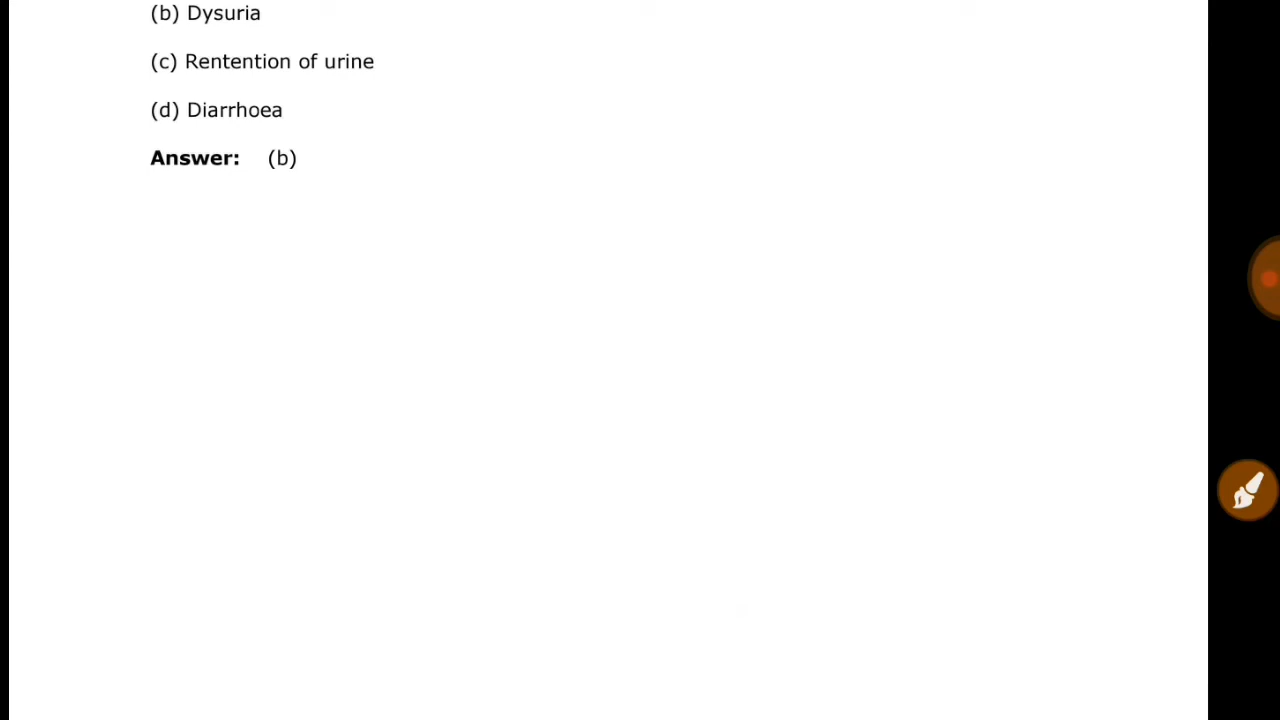 (b) Dysuria
(c) Rentention of urine
(d) Diarrhoea
Answer: (b)